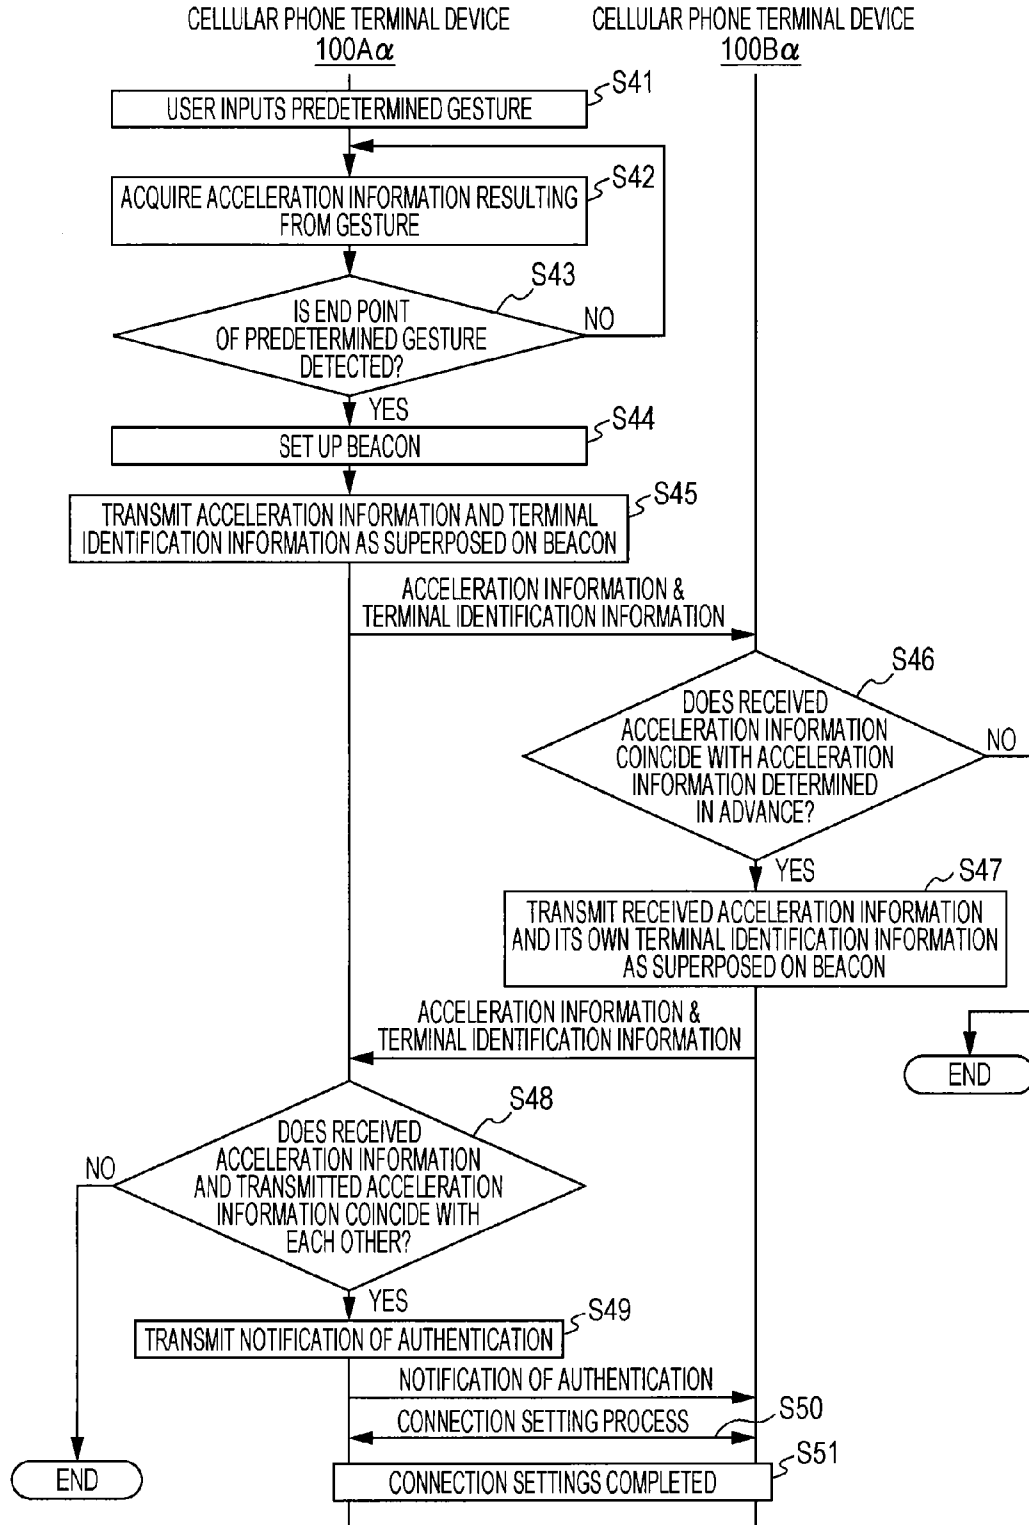 CELLULAR PHONE TERMINAL DEVICE
100Aα
CELLULAR PHONE TERMINAL DEVICE
100Bα
S41
USER INPUTS PREDETERMINED GESTURE
S42
ACQUIRE ACCELERATION INFORMATION RESULTING
FROM GESTURE
S43
IS END POINT
OF PREDETERMINED GESTURE
DETECTED?
NO
YES
S44
SET UP BEACON
S45
TRANSMIT ACCELERATION INFORMATION AND TERMINAL
IDENTIFICATION INFORMATION AS SUPERPOSED ON BEACON
ACCELERATION INFORMATION &
TERMINAL IDENTIFICATION INFORMATION
S46
DOES RECEIVED
ACCELERATION INFORMATION
COINCIDE WITH ACCELERATION
INFORMATION DETERMINED
IN ADVANCE?
NO
YES
S47
TRANSMIT RECEIVED ACCELERATION INFORMATION
AND ITS OWN TERMINAL IDENTIFICATION INFORMATION
AS SUPERPOSED ON BEACON
ACCELERATION INFORMATION &
TERMINAL IDENTIFICATION INFORMATION
END
S48
DOES RECEIVED
ACCELERATION INFORMATION
AND TRANSMITTED ACCELERATION
INFORMATION COINCIDE WITH
EACH OTHER?
NO
YES
S49
TRANSMIT NOTIFICATION OF AUTHENTICATION
NOTIFICATION OF AUTHENTICATION
CONNECTION SETTING PROCESS
S50
END
S51
CONNECTION SETTINGS COMPLETED